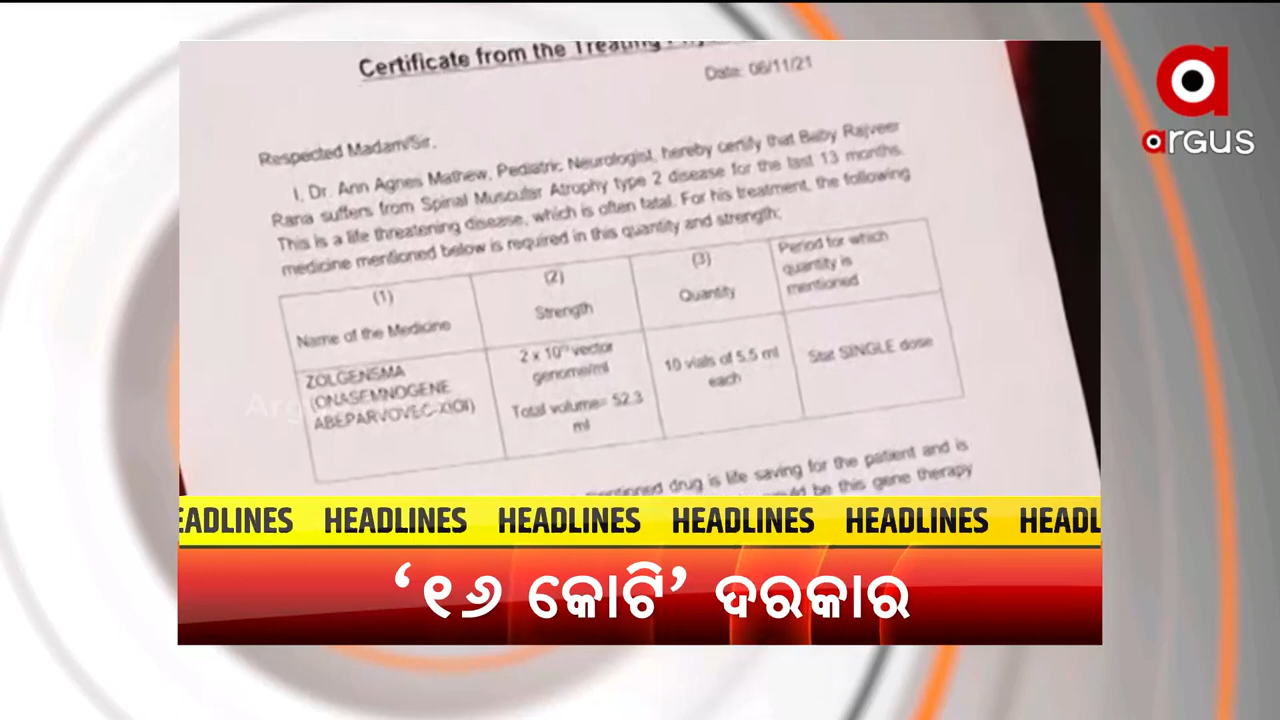 Certificate from the Treating
Date: 06/11/21
argus
Respected Madam/Sir,
I, Dr. Ann Agnes Mathew, Pediatric Neurologist, hereby certify that Baby Rajveer
Rana suffers from Spinal Muscular Atrophy type 2 disease for the last 13 months.
This is a life threatening disease, which is often fatal. For his treatment, the following
medicine mentioned below is required in this quantity and strength:
(1)
Name of the Medicine
(2)
Strength
(3)
Quantity
Period for which
quantity is
mentioned
ZOLGENSMA
(ONASEMNOGENE
ABEPARVOVEC-XIOI)
2 x 10¹³ vector
genome/ml
Total volume= 52.3
ml
10 vials of 5.5 ml
each
Stat SINGLE dose
drug is life saving for the patient and is
be this gene therapy
EADLINES HEADLINES HEADLINES HEADLINES HEADLINES HEADL
‘୧୬ କୋଟି’ ଦରକାର